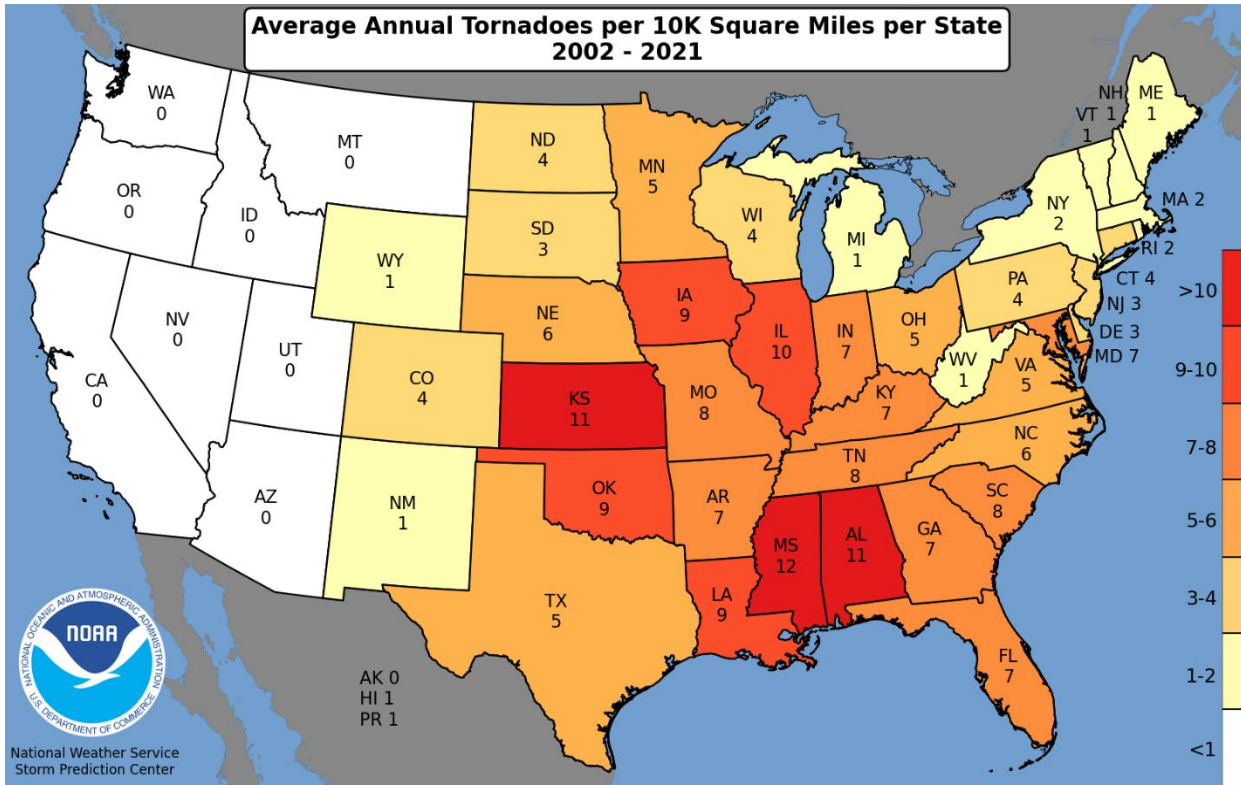 Average Annual Tornadoes per 10K Square Miles per State
2002 - 2021
WA
0
OR
0
CA
0
NV
0
ID
0
MT
0
UT
0
AZ
0
WY
1
CO
4
NM
1
ND
4
SD
3
NE
6
KS
11
OK
9
TX
5
MN
5
IA
9
MO
8
AR
7
LA
9
WI
4
IL
10
MI
1
IN
7
OH
5
KY
7
TN
8
MS
12
AL
11
GA
7
FL
7
SC
8
NC
6
VA
5
WV
1
PA
4
NY
2
VT
1
NH
1
ME
1
MA 2
RI 2
CT 4
NJ 3
DE 3
MD 7
AK 0
HI 1
PR 1
>10
9-10
7-8
5-6
3-4
1-2
<1
NATIONAL OCEANIC AND ATMOSPHERIC ADMINISTRATION
NOAA
U.S. DEPARTMENT OF COMMERCE
National Weather Service
Storm Prediction Center